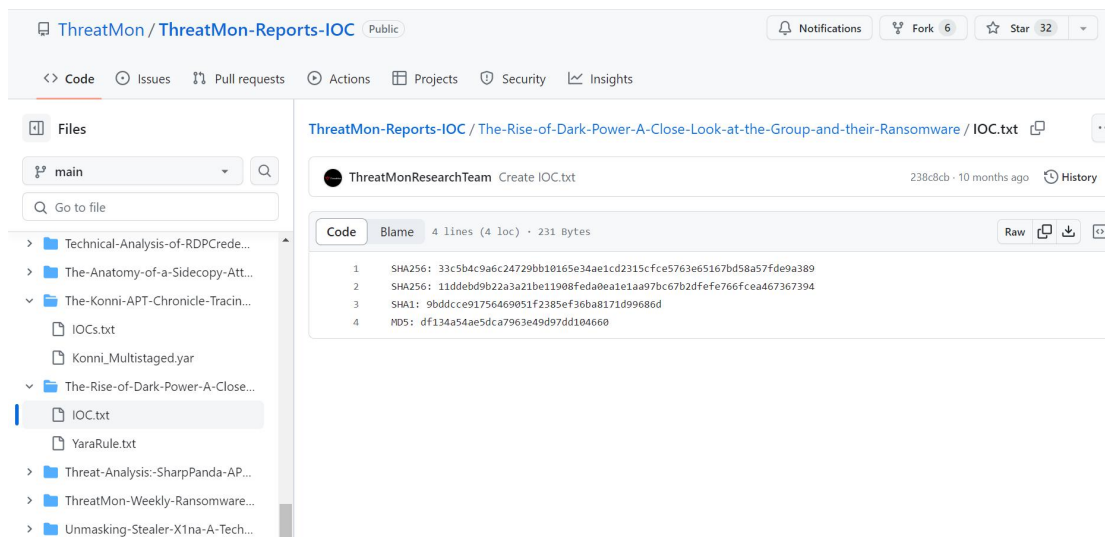 ThreatMon / ThreatMon-Reports-IOC Public
Notifications Fork 6 Star 32
Code Issues Pull requests Actions Projects Security Insights
Files
main
Go to file
Technical-Analysis-of-RDPCrede...
The-Anatomy-of-a-Sidecopy-Att...
The-Konni-APT-Chronicle-Tracin...
IOCs.txt
Konni_Multistaged.yar
The-Rise-of-Dark-Power-A-Close...
IOC.txt
YaraRule.txt
Threat-Analysis:-SharpPanda-AP...
ThreatMon-Weekly-Ransomware...
Unmasking-Stealer-X1na-A-Tech...
ThreatMon-Reports-IOC / The-Rise-of-Dark-Power-A-Close-Look-at-the-Group-and-their-Ransomware / IOC.txt
ThreatMonResearchTeam Create IOC.txt 238c8cb · 10 months ago History
Code Blame 4 lines (4 loc) · 231 Bytes Raw
1 SHA256: 33c5b4c9a6c24729bb10165e34ae1cd2315cfce5763e65167bd58a57fde9a389
2 SHA256: 11ddebd9b22a3a21be11908feda0ea1e1aa97bc67b2dfefe766fcea467367394
3 SHA1: 9bddcce91756469051f2385ef36ba8171d99686d
4 MD5: df134a54ae5dca7963e49d97dd104660